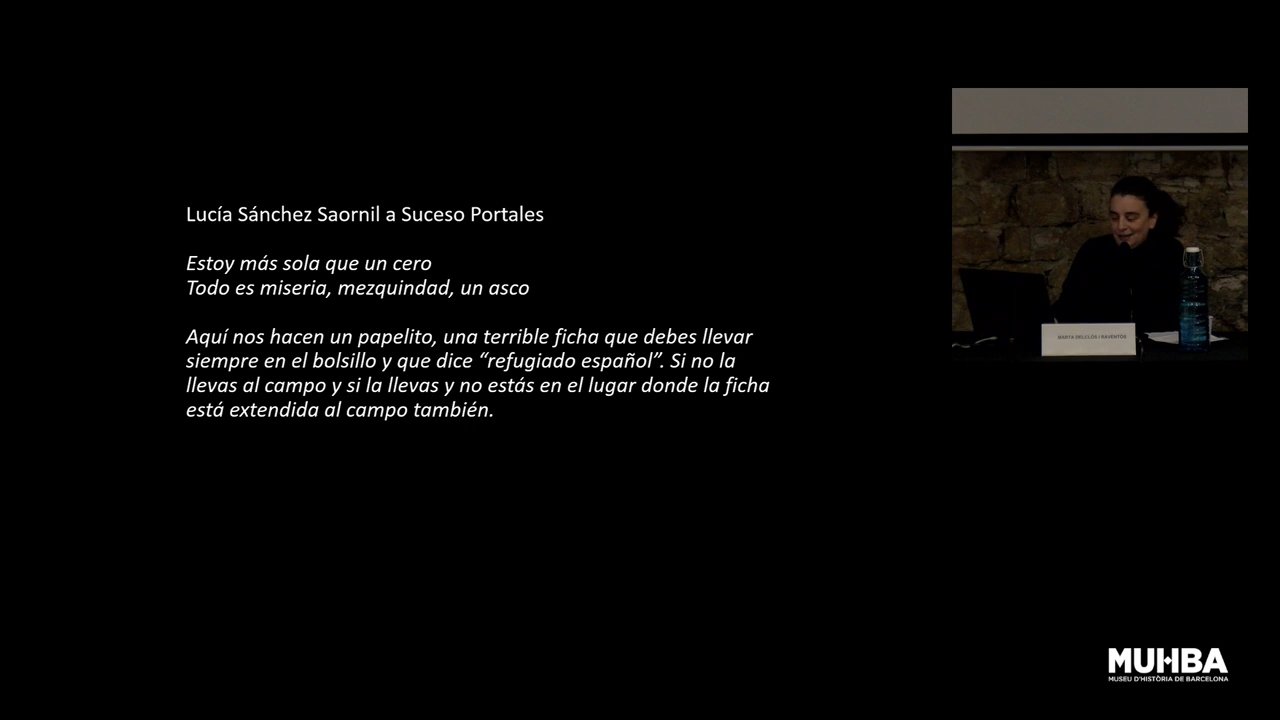 Lucía Sánchez Saornil a Suceso Portales
Estoy más sola que un cero
Todo es miseria, mezquindad, un asco
Aquí nos hacen un papelito, una terrible ficha que debes llevar
siempre en el bolsillo y que dice “refugiado español”. Si no la
llevas al campo y si la llevas y no estás en el lugar donde la ficha
está extendida al campo también.
MARTA DELCLÒS I RAVENTÓS
MUHBA
MUSEU D'HISTÒRIA DE BARCELONA